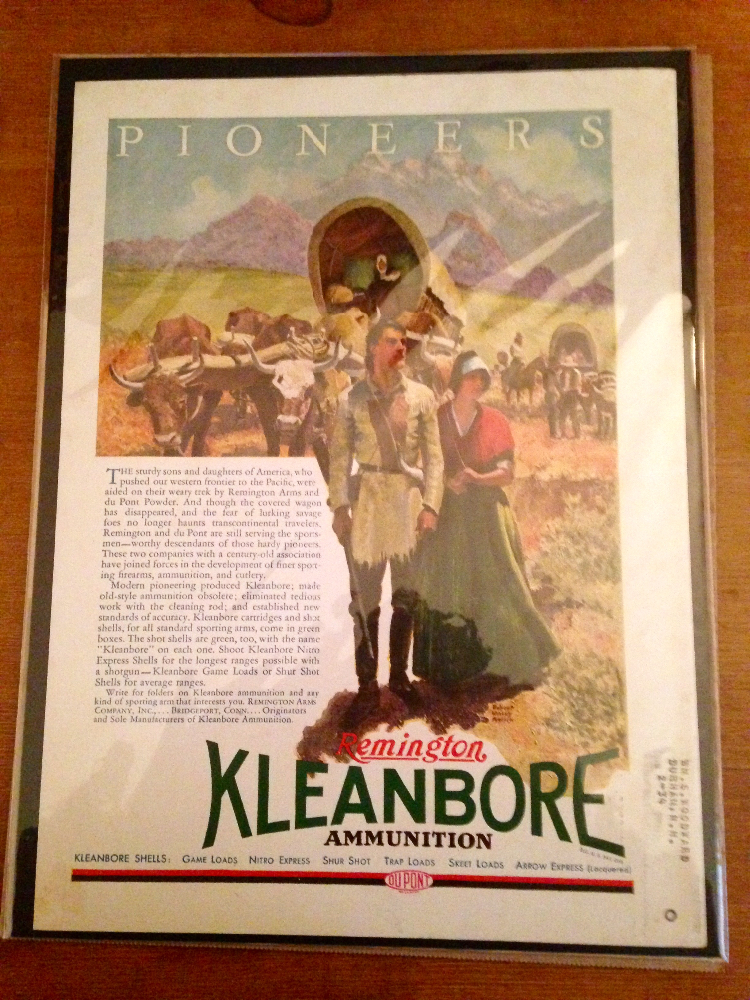 PIONEERS
THE sturdy sons and daughters of America, who
pushed our western frontier to the Pacific, were
aided on their weary trek by Remington Arms and
du Pont Powder. And though the covered wagon
has disappeared, and the fear of lurking savage
foes no longer haunts transcontinental travelers,
Remington and du Pont are still serving the sports-
men—worthy descendants of those hardy pioneers.
These two companies with a century-old association
have joined forces in the development of finer sport-
ing firearms, ammunition, and cutlery.
Modern pioneering produced Kleanbore; made
old-style ammunition obsolete; eliminated tedious
work with the cleaning rod; and established new
standards of accuracy. Kleanbore cartridges and shot
shells, for all standard sporting arms, come in green
boxes. The shot shells are green, too, with the name
"Kleanbore" on each one. Shoot Kleanbore Nitro
Express Shells for the longest ranges possible with
a shotgun—Kleanbore Game Loads or Shur Shot
Shells for average ranges.
Write for folders on Kleanbore ammunition and any
kind of sporting arm that interests you. REMINGTON ARMS
COMPANY, INC.,... BRIDGEPORT, CONN.... Originators
and Sole Manufacturers of Kleanbore Ammunition.
Remington
KLEANBORE
AMMUNITION
KLEANBORE SHELLS: GAME LOADS NITRO EXPRESS SHUR SHOT TRAP LOADS SKEET LOADS ARROW EXPRESS (Lacquered)
DU PONT
WOODWARD
DURHAM, N.H.
2-34